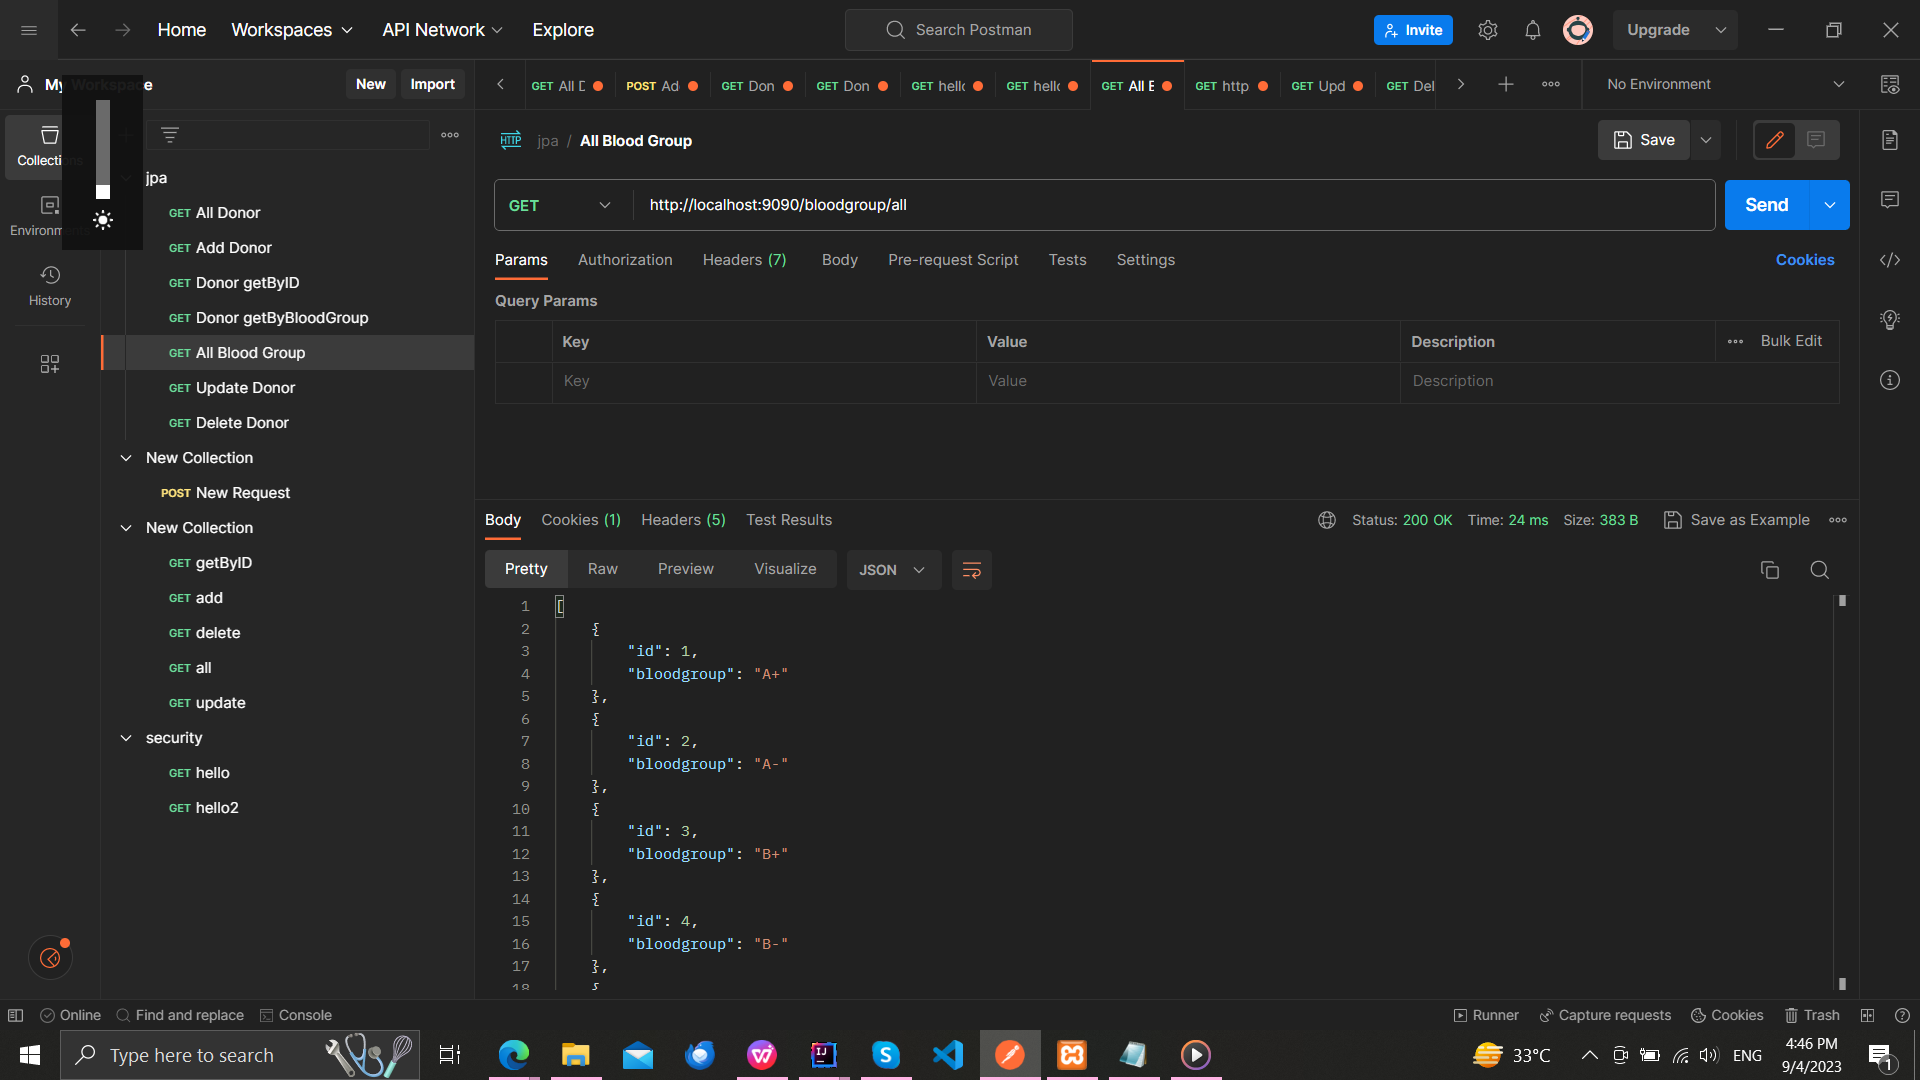 Home
Workspaces
API Network
Explore
Search Postman
Invite
Upgrade
My Workspace
New
Import
GET All D
POST Ad
GET Don
GET Don
GET hello
GET hello
GET All B
GET http
GET Upd
GET Del
No Environment
Collections
Environm
History
jpa
GET All Donor
GET Add Donor
GET Donor getByID
GET Donor getByBloodGroup
GET All Blood Group
GET Update Donor
GET Delete Donor
New Collection
POST New Request
New Collection
GET getByID
GET add
GET delete
GET all
GET update
security
GET hello
GET hello2
HTTP jpa / All Blood Group
Save
GET
http://localhost:9090/bloodgroup/all
Send
Params
Authorization
Headers (7)
Body
Pre-request Script
Tests
Settings
Cookies
Query Params
Key
Value
Description
Bulk Edit
Key
Value
Description
Body
Cookies (1)
Headers (5)
Test Results
Status: 200 OK
Time: 24 ms
Size: 383 B
Save as Example
Pretty
Raw
Preview
Visualize
JSON
1 [
2 {
3 "id": 1,
4 "bloodgroup": "A+"
5 },
6 {
7 "id": 2,
8 "bloodgroup": "A-"
9 },
10 {
11 "id": 3,
12 "bloodgroup": "B+"
13 },
14 {
15 "id": 4,
16 "bloodgroup": "B-"
17 },
18 {
Online
Find and replace
Console
Runner
Capture requests
Cookies
Trash
Type here to search
33°C
ENG
4:46 PM
9/4/2023
1